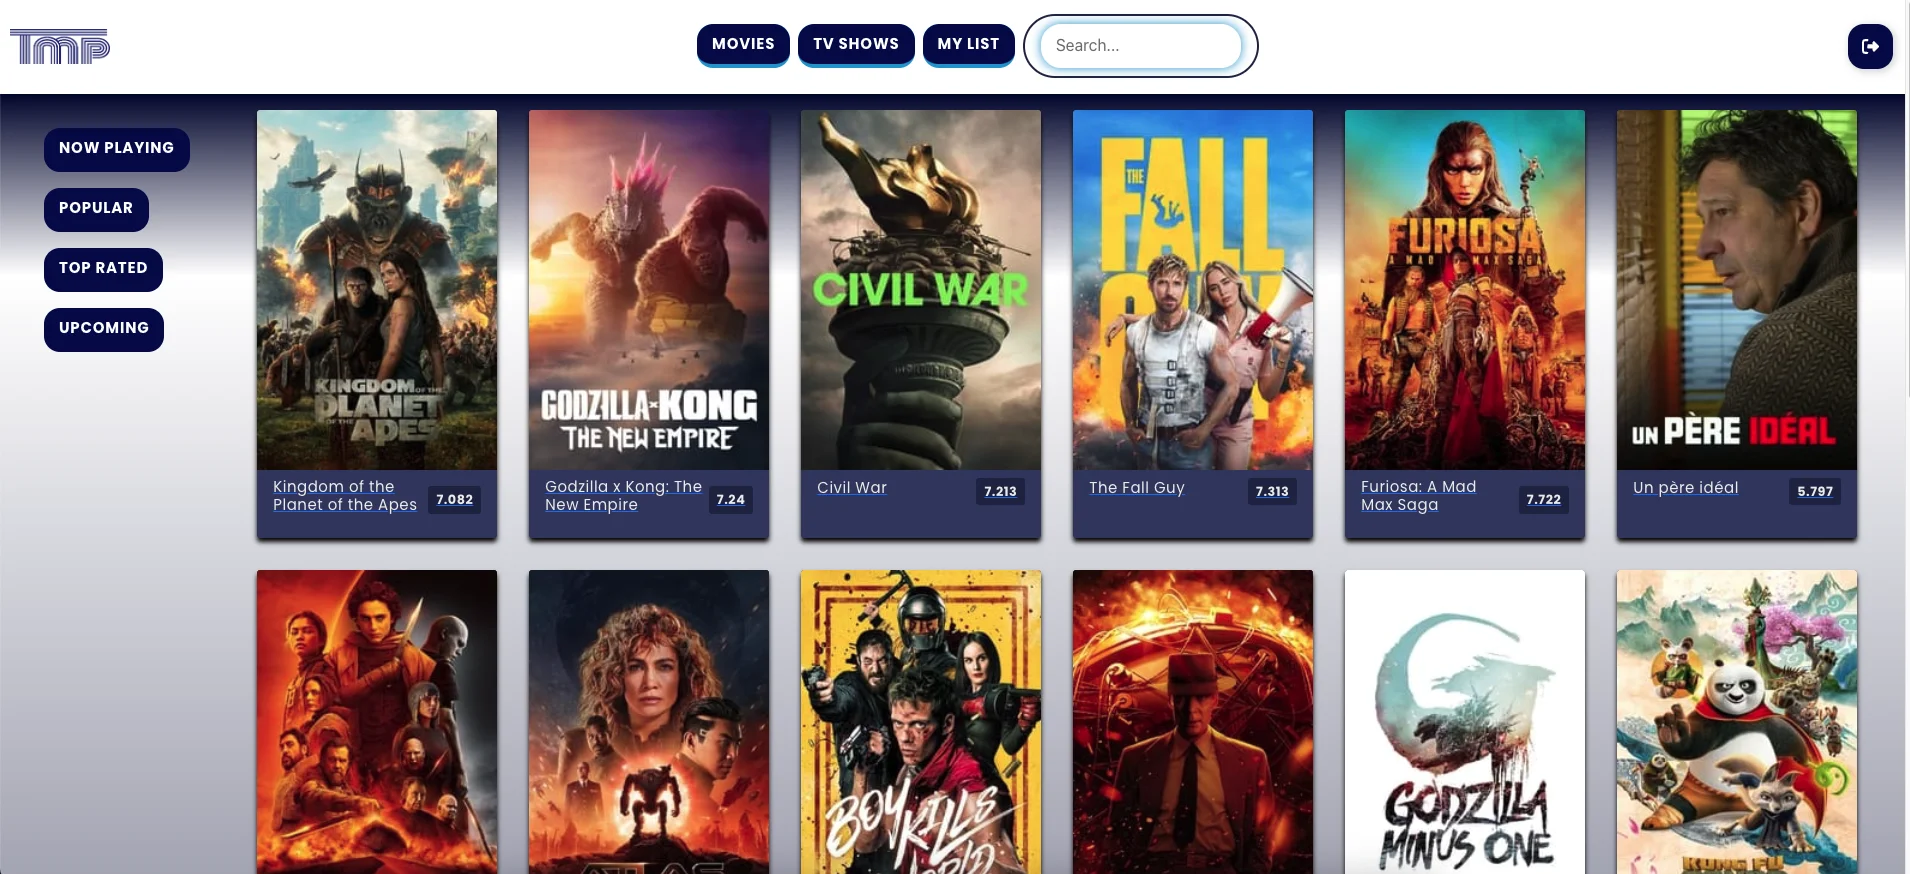 TMP
MOVIES
TV SHOWS
MY LIST
Search...
NOW PLAYING
POPULAR
TOP RATED
UPCOMING
KINGDOM OF THE
PLANET
OF THE
APES
GODZILLA x KONG
THE NEW EMPIRE
CIVIL WAR
THE
FALL
GUY
FURIOSA
A MAD MAX SAGA
UN PÈRE IDÉAL
Kingdom of the
Planet of the Apes
7.082
Godzilla x Kong: The
New Empire
7.24
Civil War
7.213
The Fall Guy
7.313
Furiosa: A Mad
Max Saga
7.722
Un père idéal
5.797
ATLAS
BOY KILLS
WORLD
GODZILLA
MINUS ONE
KUNG FU